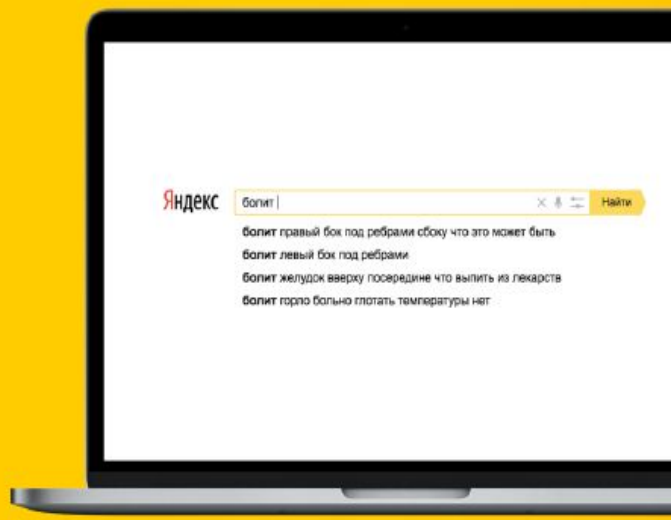 Яндекс
болит
Найти
болит правый бок под ребрами сбоку что это может быть
болит левый бок под ребрами
болит желудок вверху посередине что выпить из лекарств
болит горло больно глотать температуры нет